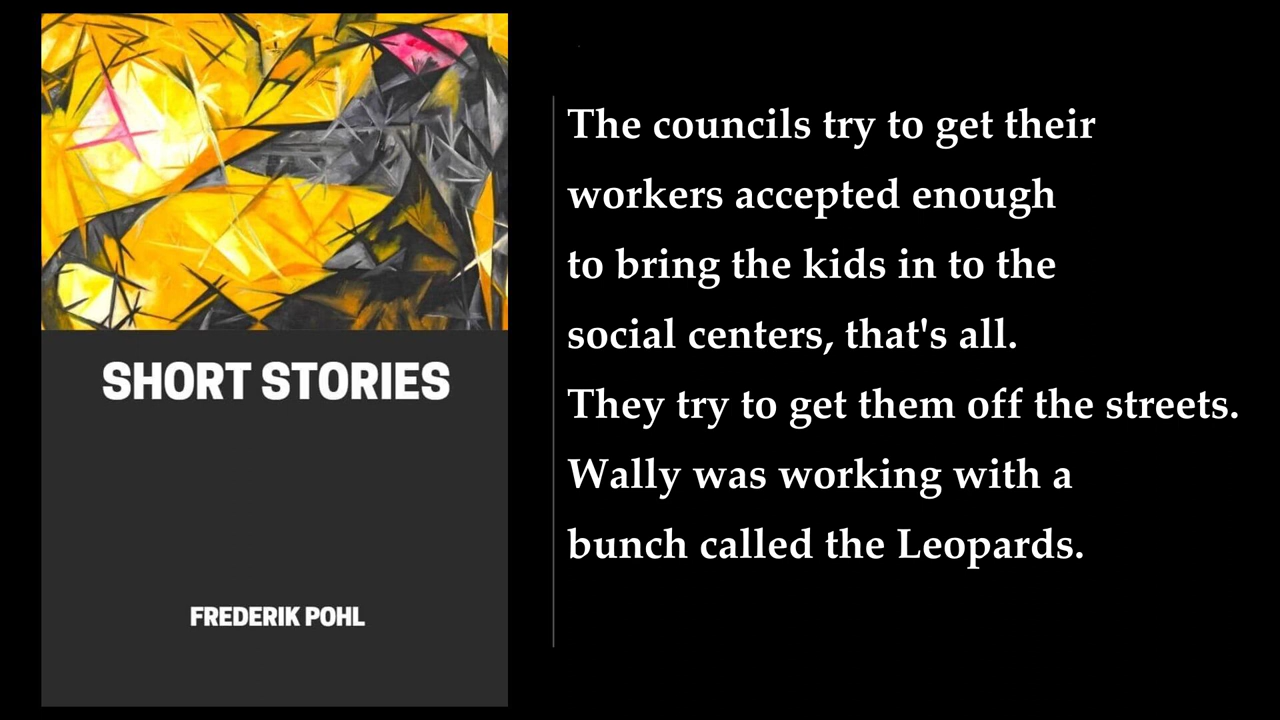 SHORT STORIES
FREDERIK POHL
The councils try to get their
workers accepted enough
to bring the kids in to the
social centers, that's all.
They try to get them off the streets.
Wally was working with a
bunch called the Leopards.